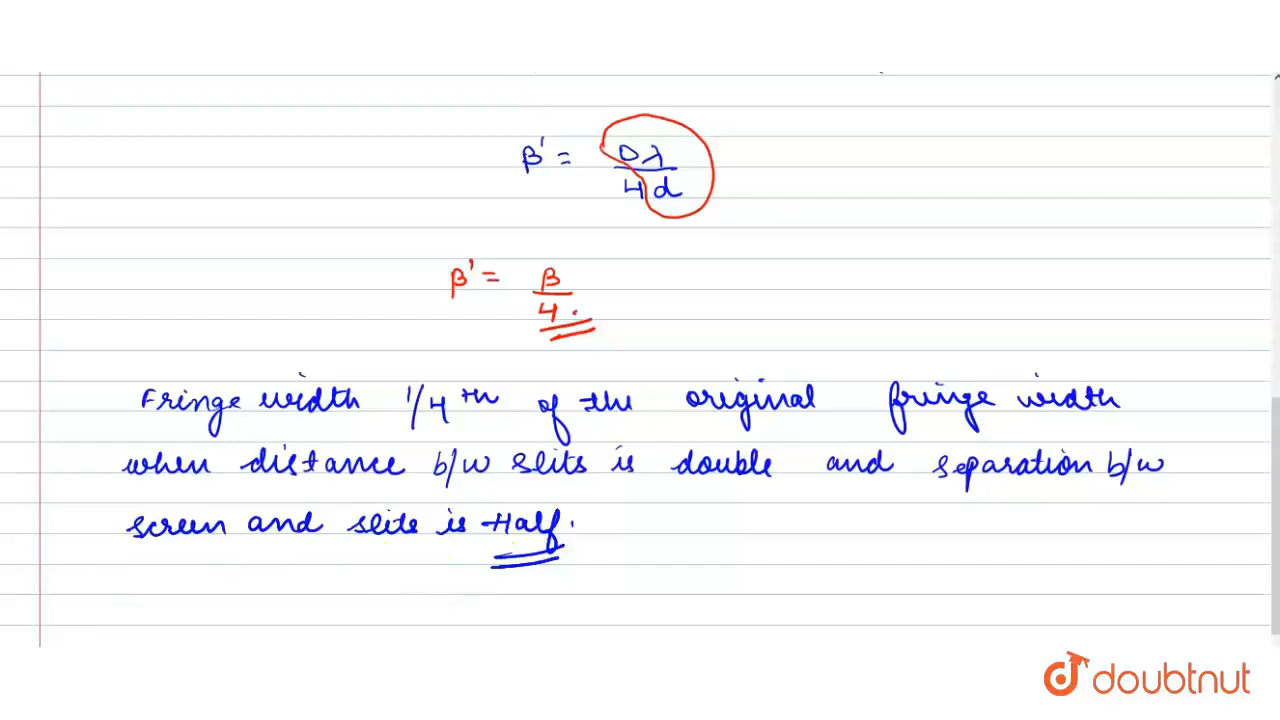 β' = Dλ
4d
β' = β
4.
Fringe width 1/4th of the original fringe width
when distance b/w slits is double and separation b/w
screen and slits is Half.
doubtnut